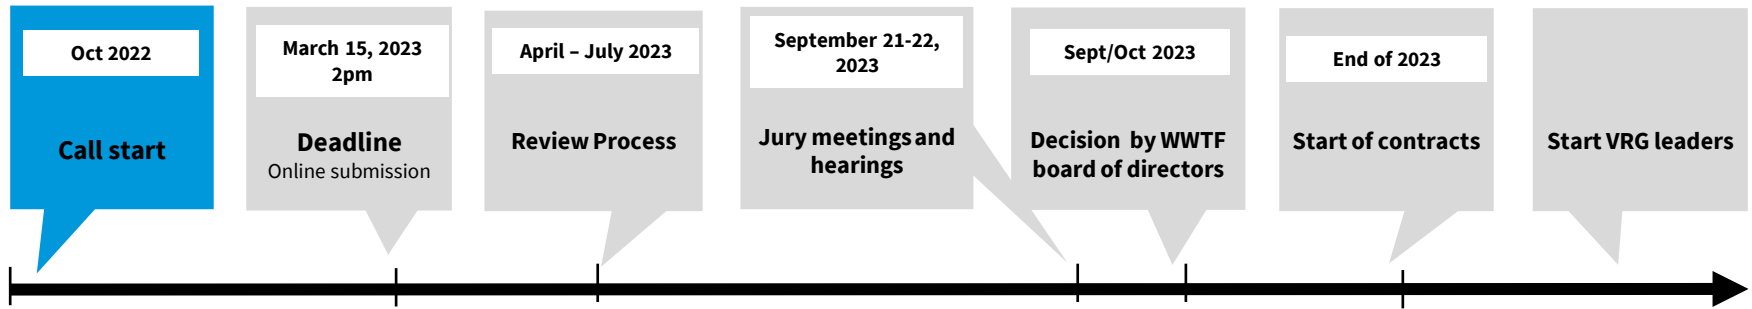 Oct 2022
Call start
March 15, 2023
2pm
Deadline
Online submission
April – July 2023
Review Process
September 21-22,
2023
Jury meetings and
hearings
Sept/Oct 2023
Decision by WWTF
board of directors
End of 2023
Start of contracts
Start VRG leaders